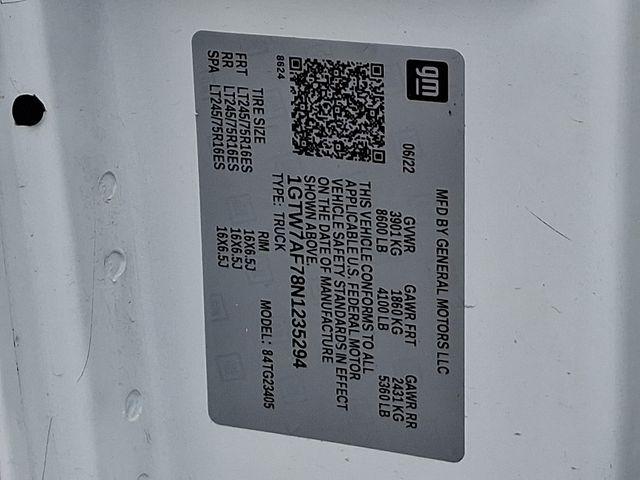 gm
MFD BY GENERAL MOTORS LLC
06/22
GVWR GAWR FRT GAWR RR
3901 KG 1860 KG 2431 KG
8600 LB 4100 LB 5360 LB
THIS VEHICLE CONFORMS TO ALL
APPLICABLE U.S. FEDERAL MOTOR
VEHICLE SAFETY STANDARDS IN EFFECT
ON THE DATE OF MANUFACTURE
SHOWN ABOVE.
1GTW7AF78N1235294
TYPE: TRUCK MODEL: 84TG23405
8624
TIRE SIZE RIM
FRT LT245/75R16ES 16X6.5J
RR LT245/75R16ES 16X6.5J
SPA LT245/75R16ES 16X6.5J